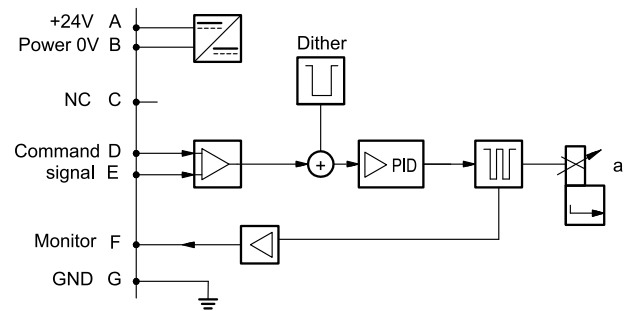 +24V A
Power 0V B
Dither
NC C
Command D
signal E
+
PID
a
Monitor F
GND G